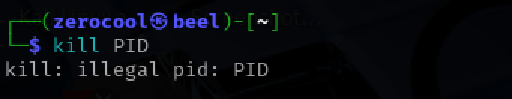 ┌──(zerocool㉿beel)-[~]
└─$ kill PID
kill: illegal pid: PID